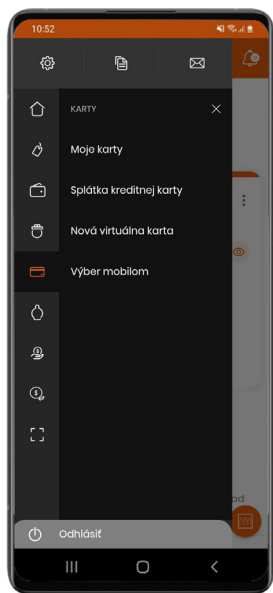 10:52
KARTY
Moje karty
Splátka kreditnej karty
Nová virtuálna karta
Výber mobilom
od
Odhlásiť